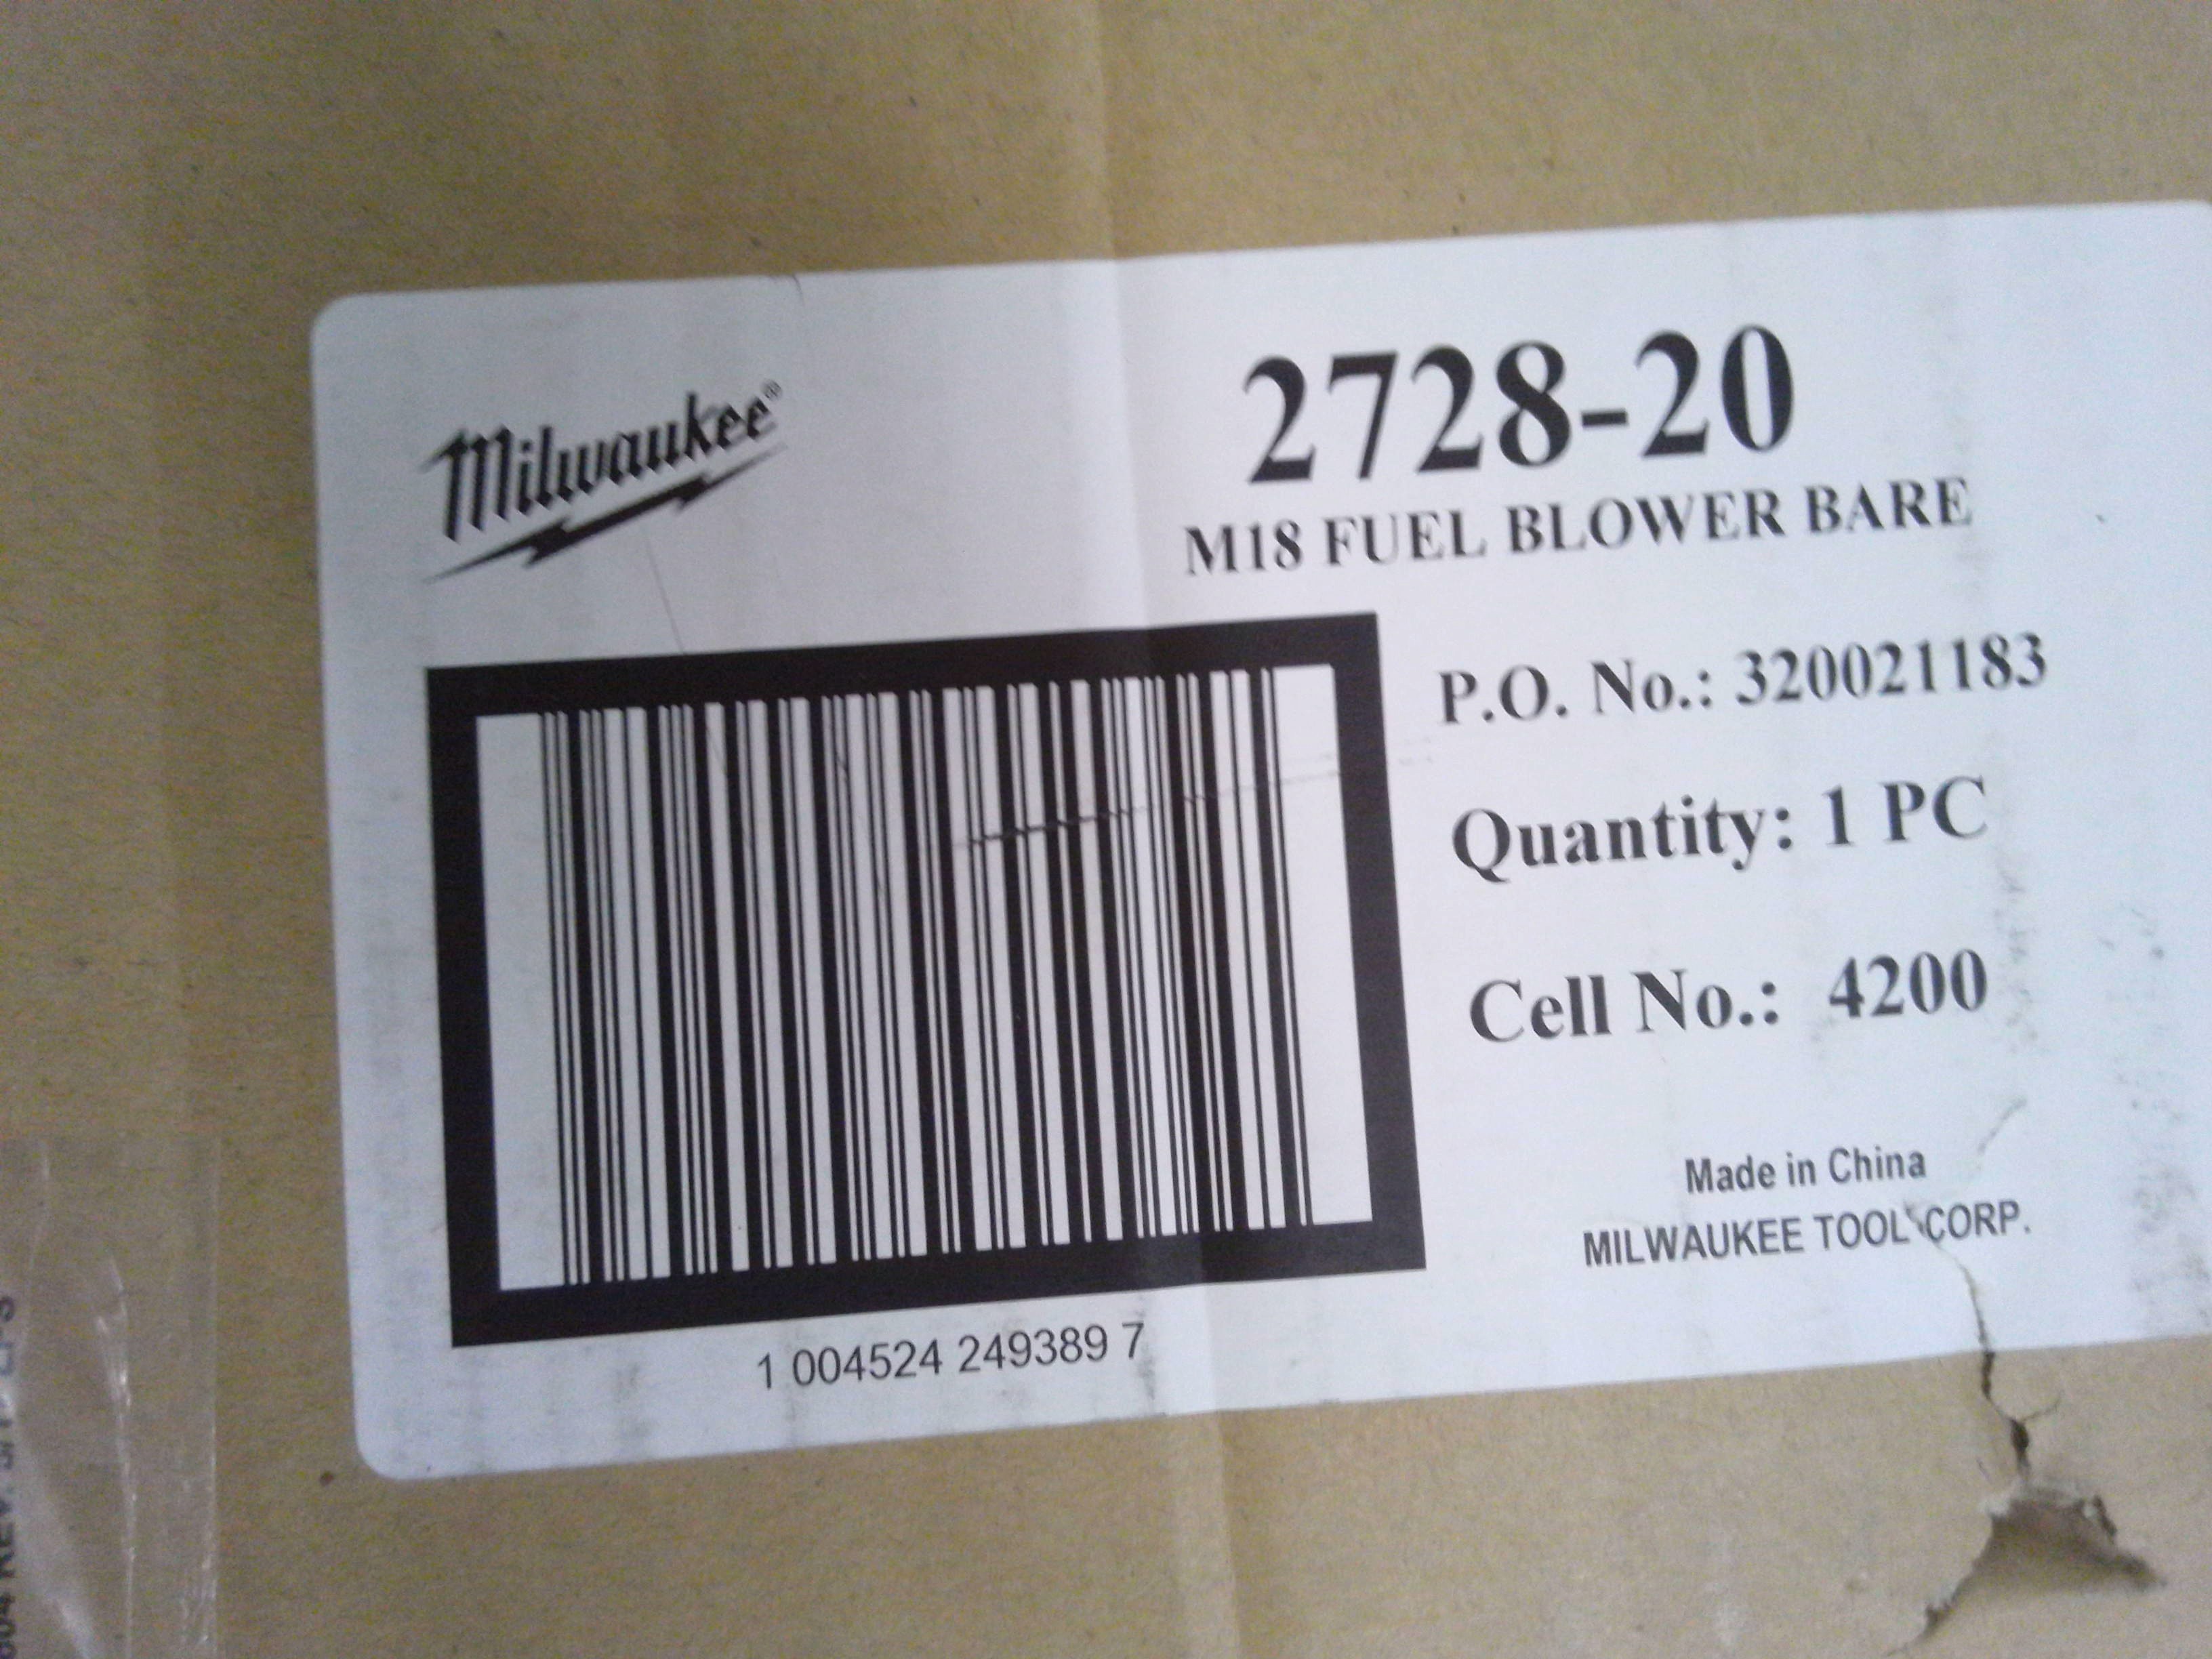 Milwaukee®
2728-20
M18 FUEL BLOWER BARE
P.O. No.: 320021183
Quantity: 1 PC
Cell No.: 4200
Made in China
MILWAUKEE TOOL CORP.
1 004524 249389 7